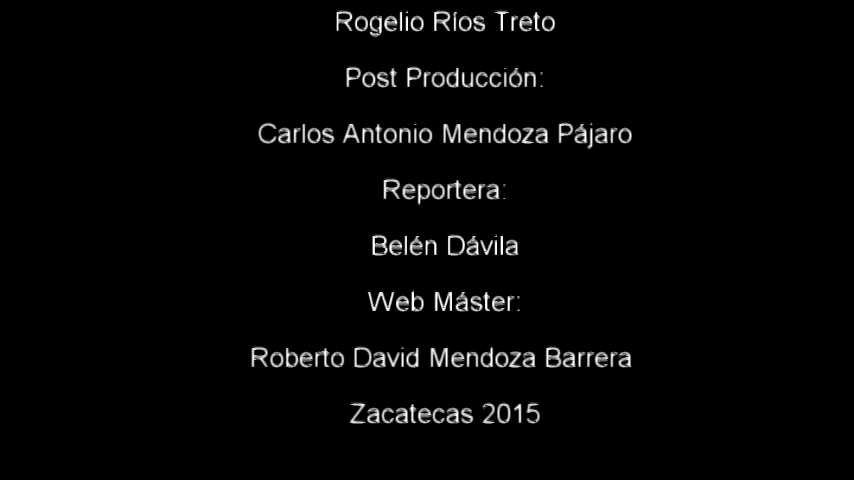 Rogelio Ríos Treto
Post Producción:
Carlos Antonio Mendoza Pájaro
Reportera:
Belén Dávila
Web Máster:
Roberto David Mendoza Barrera
Zacatecas 2015